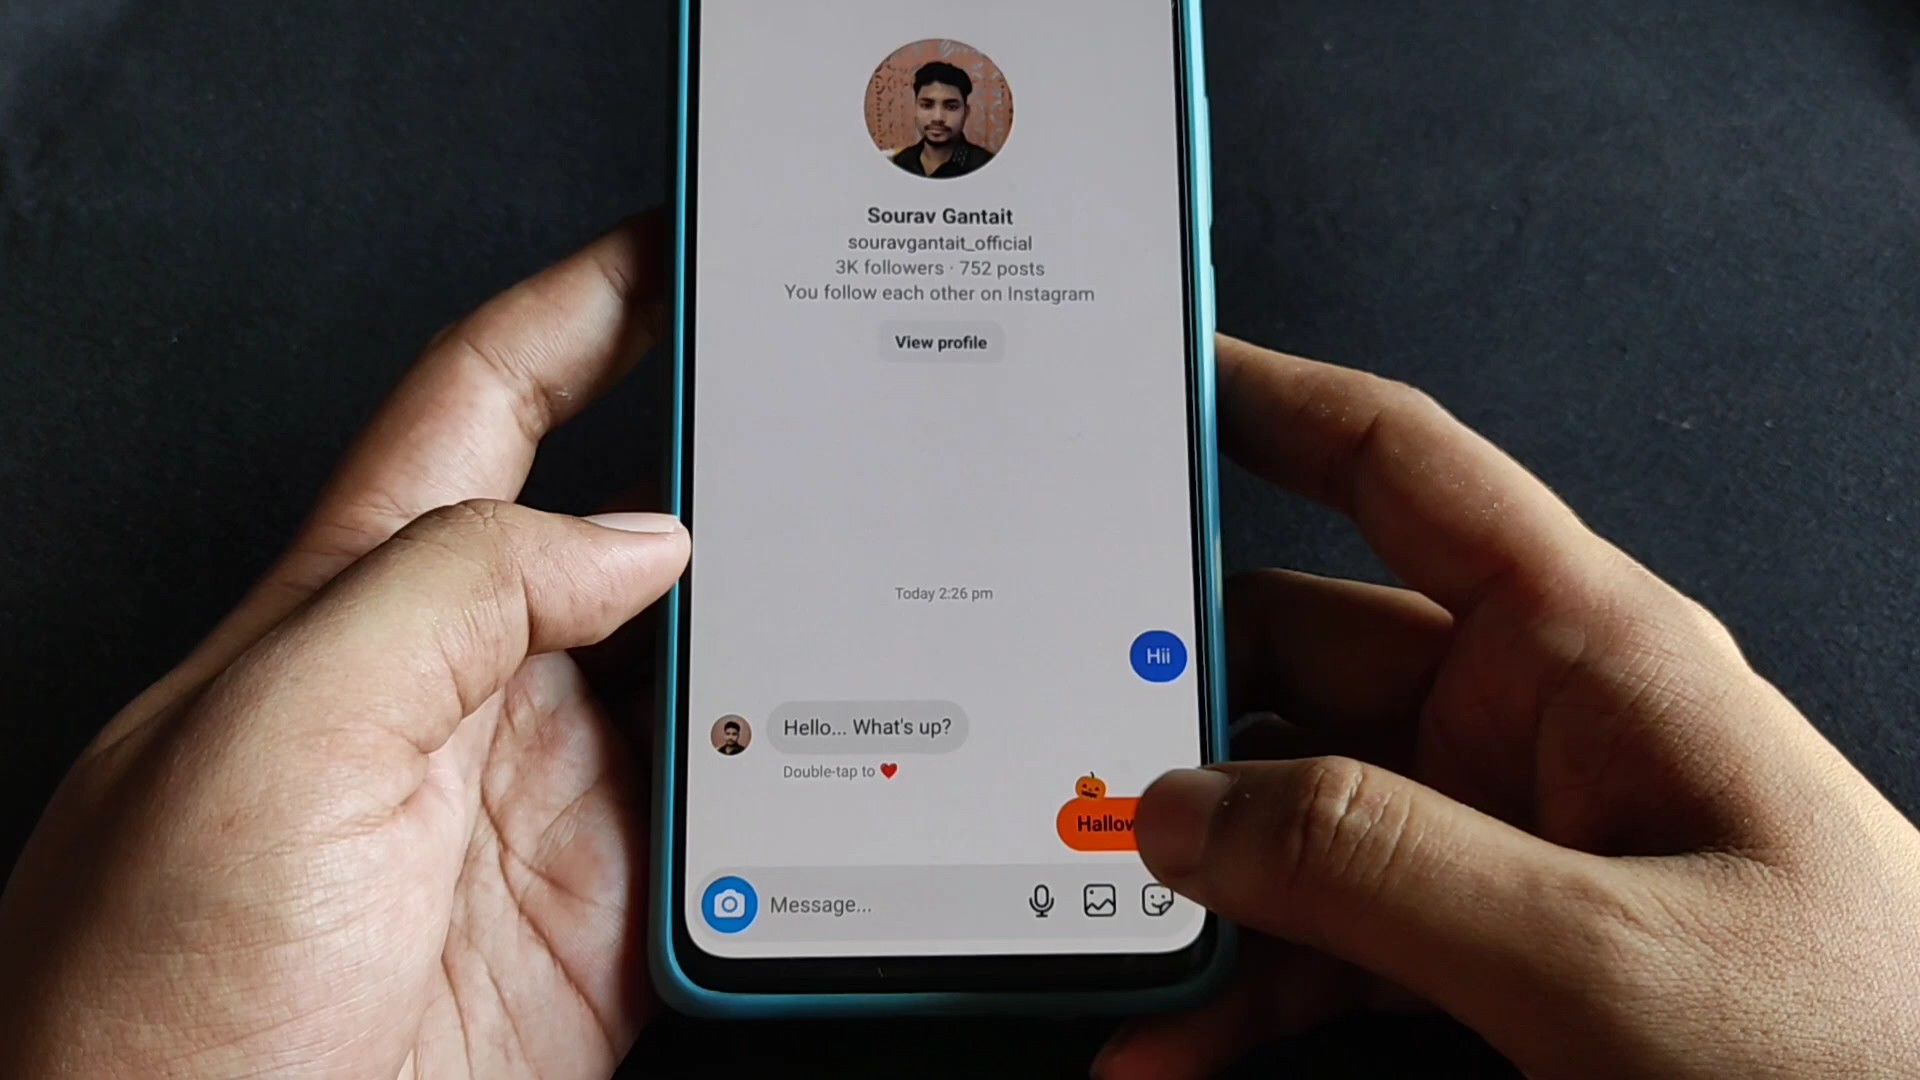 Sourav Gantait
souravgantait_official
3K followers · 752 posts
You follow each other on Instagram
View profile
Today 2:26 pm
Hii
Hello... What's up?
Double-tap to ❤️
Message...